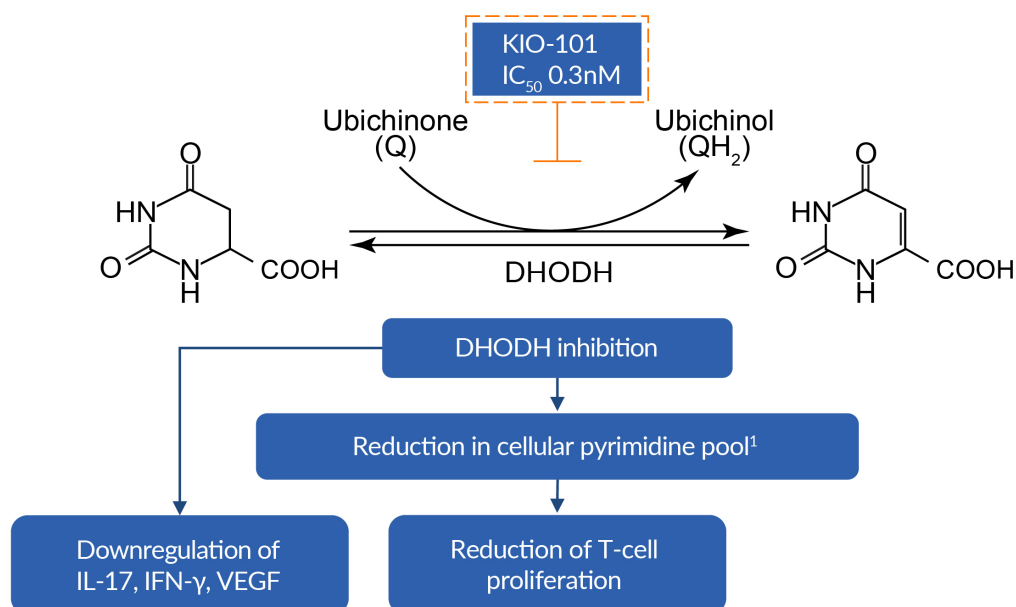 KIO-101
IC50 0.3nM
Ubichinone
(Q)
Ubichinol
(QH2)
O
HN
O
N
H
COOH
DHODH
O
HN
O
N
H
COOH
DHODH inhibition
Reduction in cellular pyrimidine pool1
Downregulation of
IL-17, IFN-γ, VEGF
Reduction of T-cell
proliferation